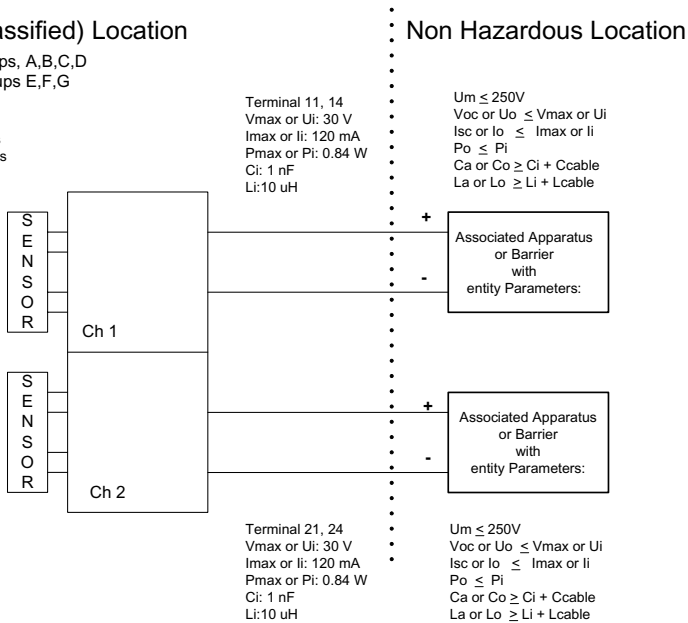 assified) Location
ps, A,B,C,D
ups E,F,G
s
Non Hazardous Location
Terminal 11, 14
Vmax or Ui: 30 V
Imax or Ii: 120 mA
Pmax or Pi: 0.84 W
Ci: 1 nF
Li:10 uH
Um ≤ 250V
Voc or Uo ≤ Vmax or Ui
Isc or Io ≤ Imax or Ii
Po ≤ Pi
Ca or Co ≥ Ci + Ccable
La or Lo ≥ Li + Lcable
SENSOR
Ch 1
+
-
Associated Apparatus
or Barrier
with
entity Parameters:
SENSOR
Ch 2
+
-
Associated Apparatus
or Barrier
with
entity Parameters:
Terminal 21, 24
Vmax or Ui: 30 V
Imax or Ii: 120 mA
Pmax or Pi: 0.84 W
Ci: 1 nF
Li:10 uH
Um ≤ 250V
Voc or Uo ≤ Vmax or Ui
Isc or Io ≤ Imax or Ii
Po ≤ Pi
Ca or Co ≥ Ci + Ccable
La or Lo ≥ Li + Lcable